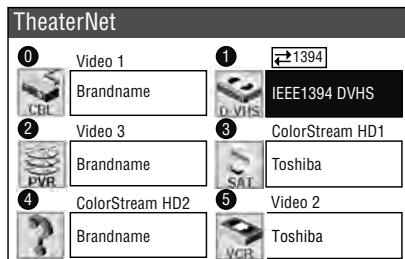 TheaterNet
0 Video 1
CBL Brandname
1 ⇄1394
D-VHS IEEE1394 DVHS
2 Video 3
PVR Brandname
3 ColorStream HD1
SAT Toshiba
4 ColorStream HD2
? Brandname
5 Video 2
VCR Toshiba